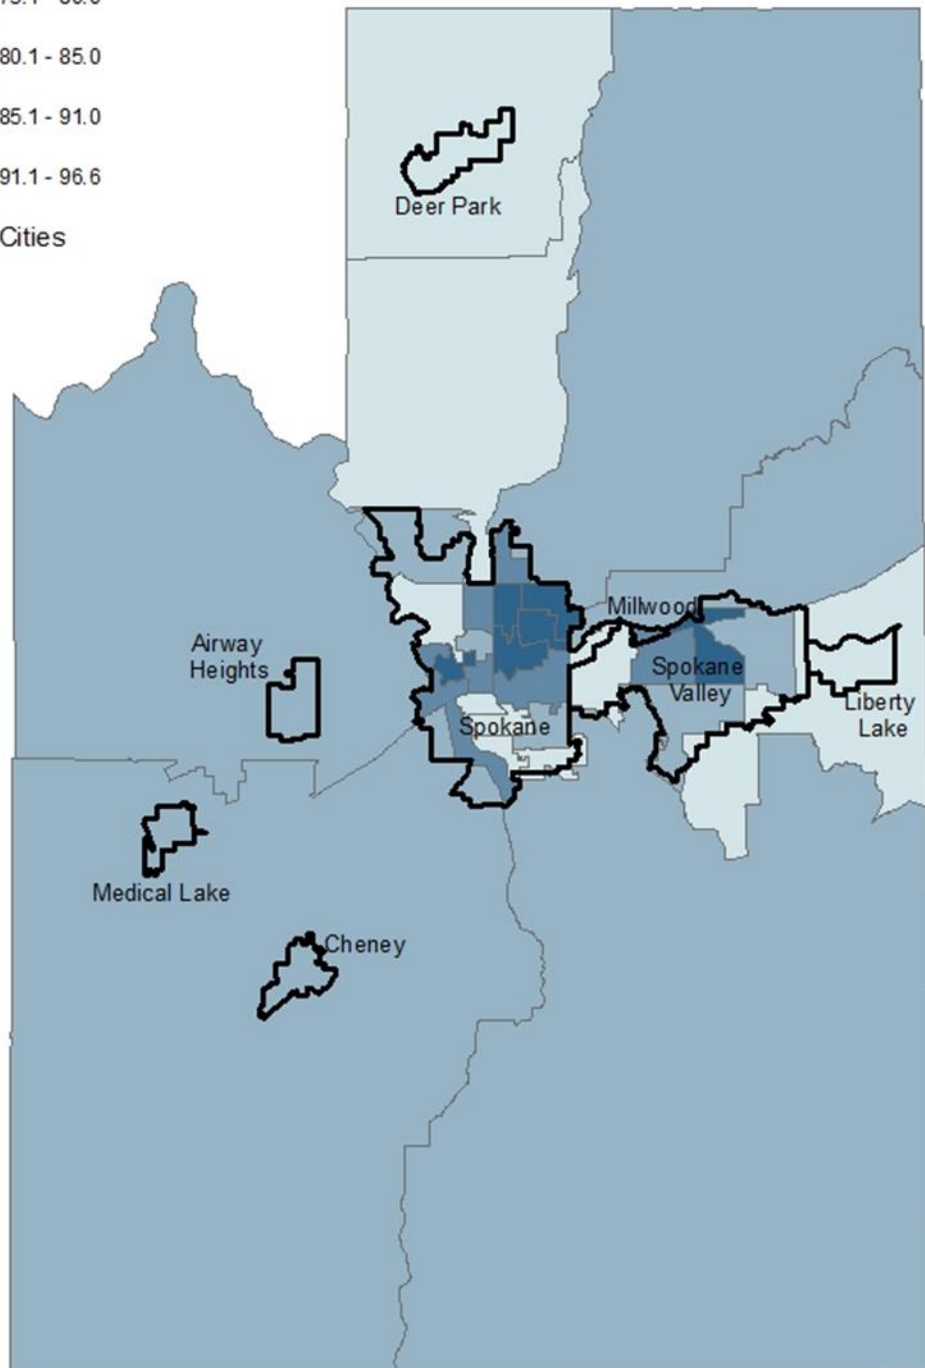 80.1 - 85.0
85.1 - 91.0
91.1 - 96.6
Cities
Deer Park
Millwood
Airway
Heights
Spokane
Valley
Spokane
Liberty
Lake
Medical Lake
Cheney